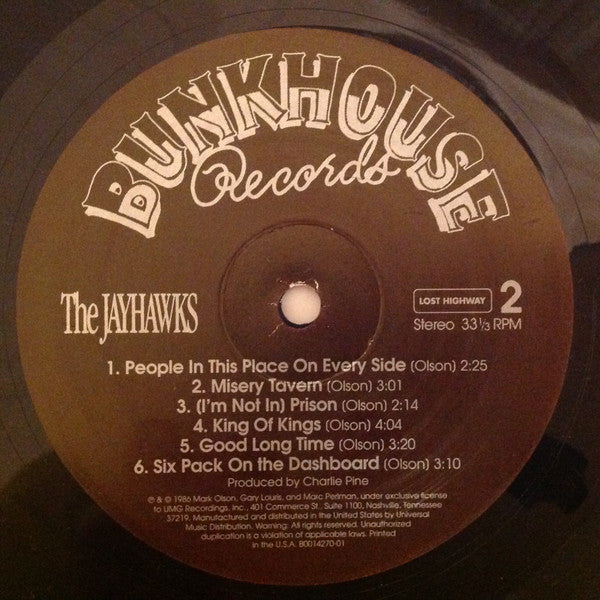 BUNKHOUSE
Records
The JAYHAWKS
LOST HIGHWAY 2
Stereo 33 1/3 RPM
1. People In This Place On Every Side (Olson) 2:25
2. Misery Tavern (Olson) 3:01
3. (I'm Not In) Prison (Olson) 2:14
4. King Of Kings (Olson) 4:04
5. Good Long Time (Olson) 3:20
6. Six Pack On the Dashboard (Olson) 3:10
Produced by Charlie Pine
℗ & © 1986 Mark Olson, Gary Louris, and Marc Perlman, under exclusive license
to UMG Recordings, Inc., 401 Commerce St., Suite 1100, Nashville, Tennessee
37219. Manufactured and distributed in the United States by Universal
Music Distribution. Warning: All rights reserved. Unauthorized
duplication is a violation of applicable laws. Printed
in the U.S.A. B0014270-01